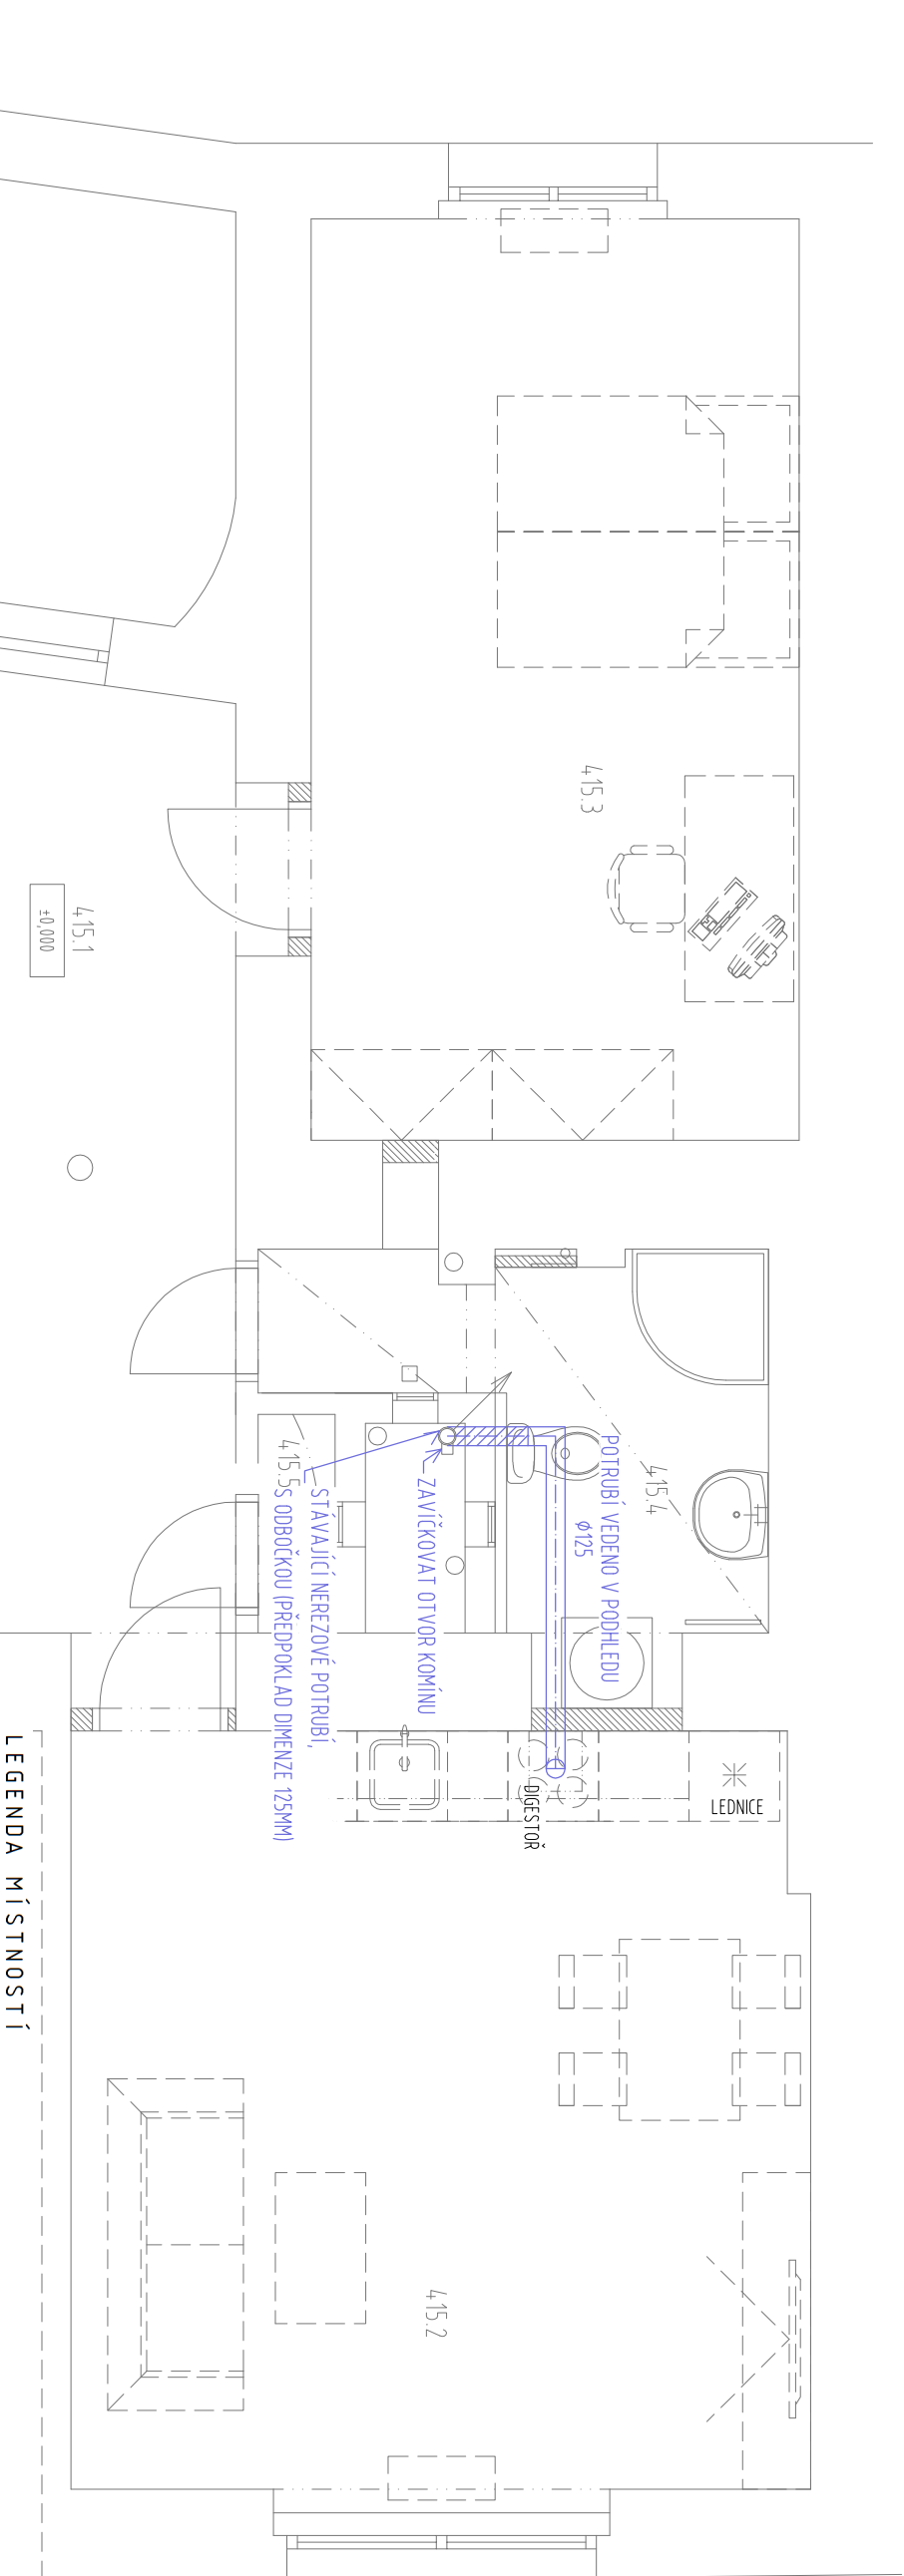 415.3
415.1
±0,000
415.4
POTRUBÍ VEDENO V PODHLEDU
ϕ125
ZAVÍČKOVAT OTVOR KOMÍNU
STÁVAJÍCÍ NEREZOVÉ POTRUBÍ,
S ODBOČKOU (PŘEDPOKLAD DIMENZE 125MM)
415.5
LEDNICE
DIGESTOŘ
415.2
LEGENDA MÍSTNOSTÍ